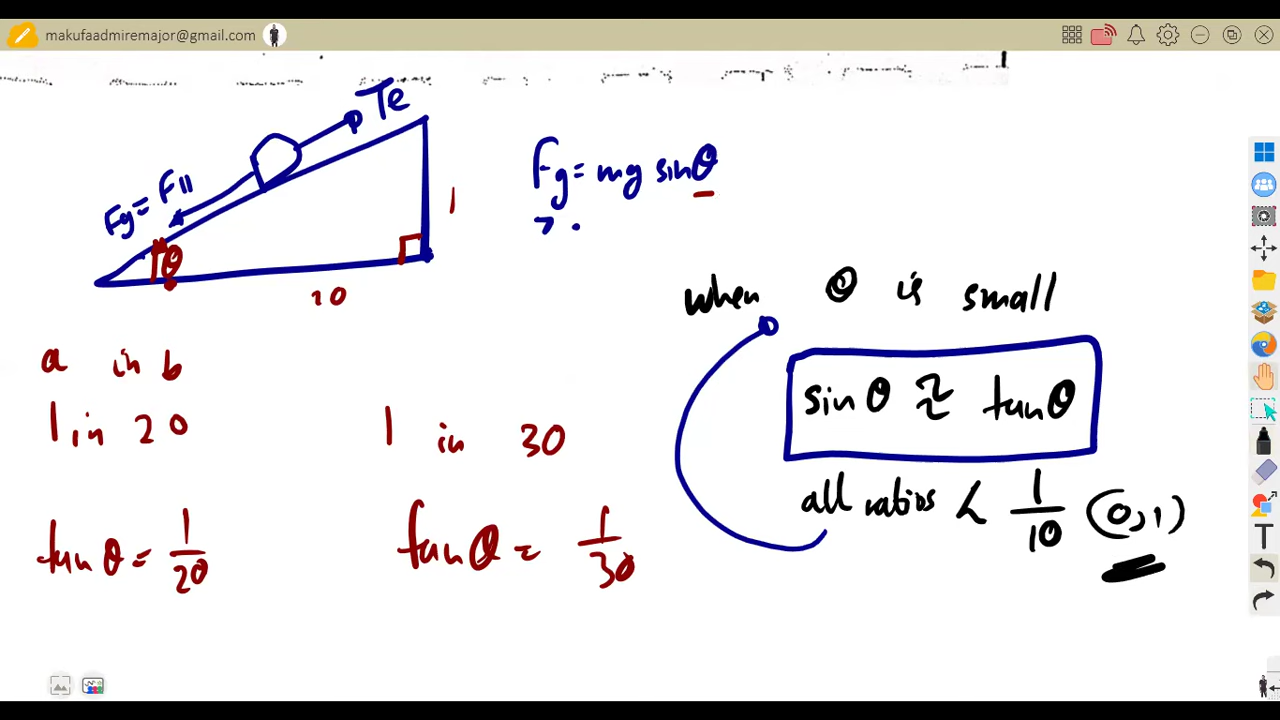 makufaadmiremajor@gmail.com
Te
Fg = F||
θ
1
20
Fg = mg sinθ
when θ is small
sinθ ≈ tanθ
all ratios < 1/10 (0,1)
a in b
1 in 20
1 in 30
tanθ = 1/20
tanθ = 1/30
T